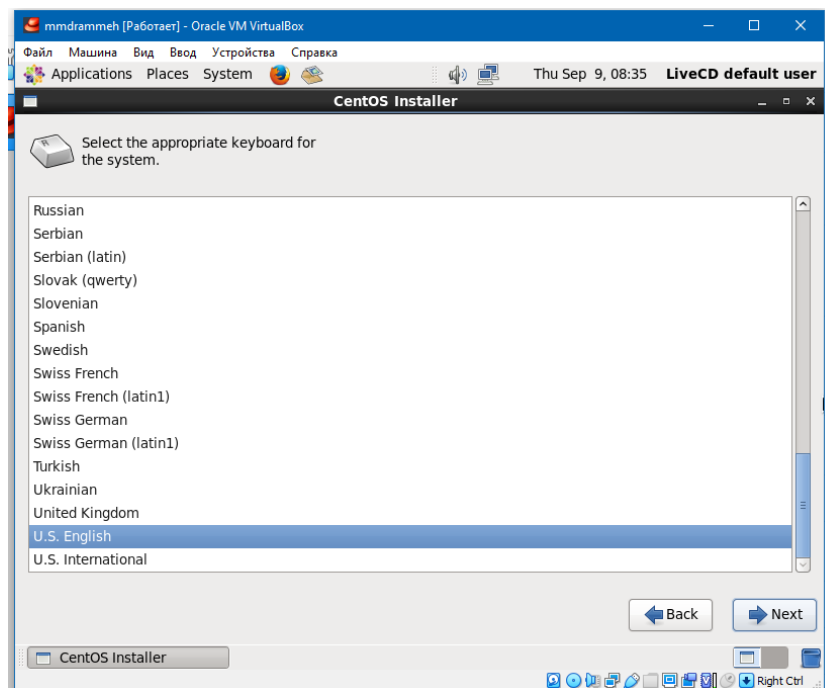 mmdrammeh [Работает] - Oracle VM VirtualBox
Файл Машина Вид Ввод Устройства Справка
Applications Places System Thu Sep 9, 08:35 LiveCD default user
CentOS Installer
Select the appropriate keyboard for
the system.
Russian
Serbian
Serbian (latin)
Slovak (qwerty)
Slovenian
Spanish
Swedish
Swiss French
Swiss French (latin1)
Swiss German
Swiss German (latin1)
Turkish
Ukrainian
United Kingdom
U.S. English
U.S. International
Back Next
CentOS Installer
Right Ctrl